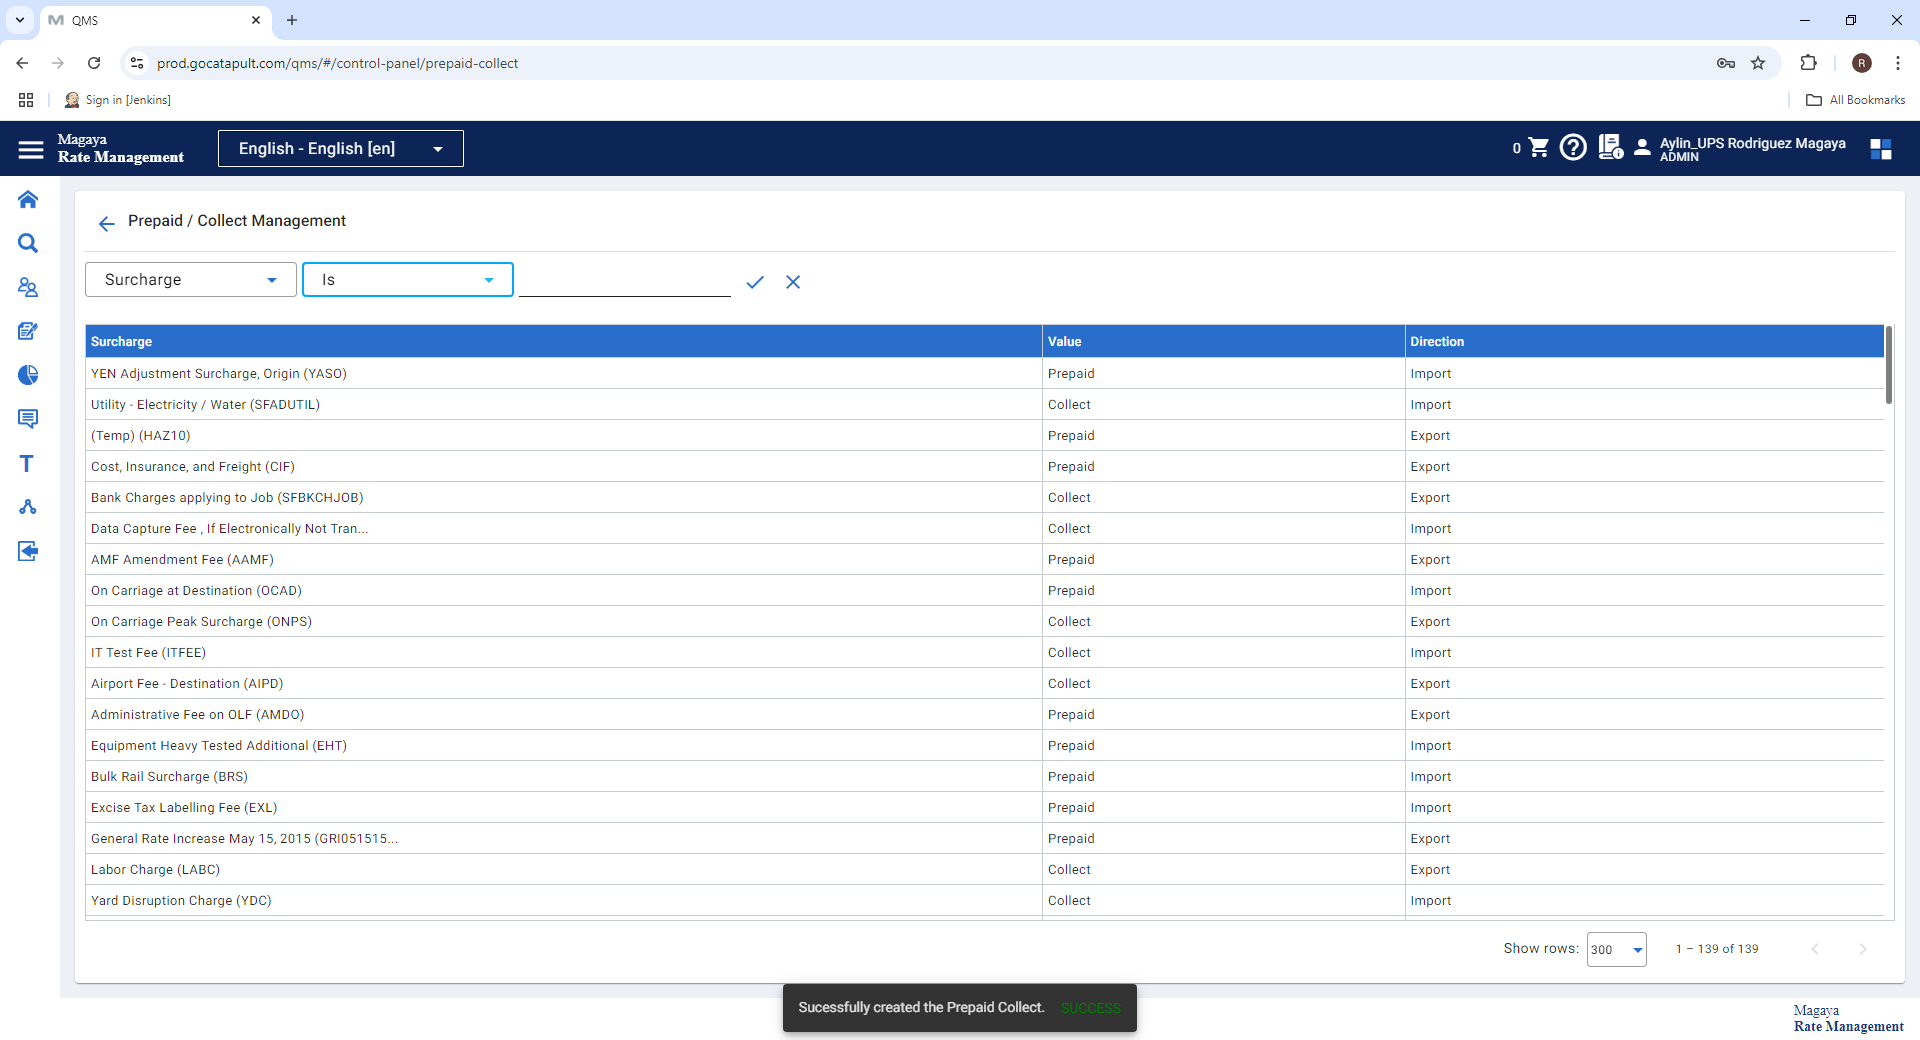 QMS
prod.gocatapult.com/qms/#/control-panel/prepaid-collect
R
Sign in [Jenkins]
All Bookmarks
Magaya
Rate Management
English - English [en]
0
Aylin_UPS Rodriguez Magaya
ADMIN
Prepaid / Collect Management
Surcharge
Is
Surcharge Value Direction
YEN Adjustment Surcharge, Origin (YASO) Prepaid Import
Utility - Electricity / Water (SFADUTIL) Collect Import
(Temp) (HAZ10) Prepaid Export
Cost, Insurance, and Freight (CIF) Prepaid Export
Bank Charges applying to Job (SFBKCHJOB) Collect Export
Data Capture Fee , If Electronically Not Tran... Collect Import
AMF Amendment Fee (AAMF) Prepaid Export
On Carriage at Destination (OCAD) Prepaid Import
On Carriage Peak Surcharge (ONPS) Collect Export
IT Test Fee (ITFEE) Collect Import
Airport Fee - Destination (AIPD) Collect Export
Administrative Fee on OLF (AMDO) Prepaid Export
Equipment Heavy Tested Additional (EHT) Prepaid Import
Bulk Rail Surcharge (BRS) Prepaid Import
Excise Tax Labelling Fee (EXL) Prepaid Import
General Rate Increase May 15, 2015 (GRI051515... Prepaid Export
Labor Charge (LABC) Collect Export
Yard Disruption Charge (YDC) Collect Import
Show rows: 300 1 – 139 of 139
Sucessfully created the Prepaid Collect. SUCCESS
Magaya
Rate Management